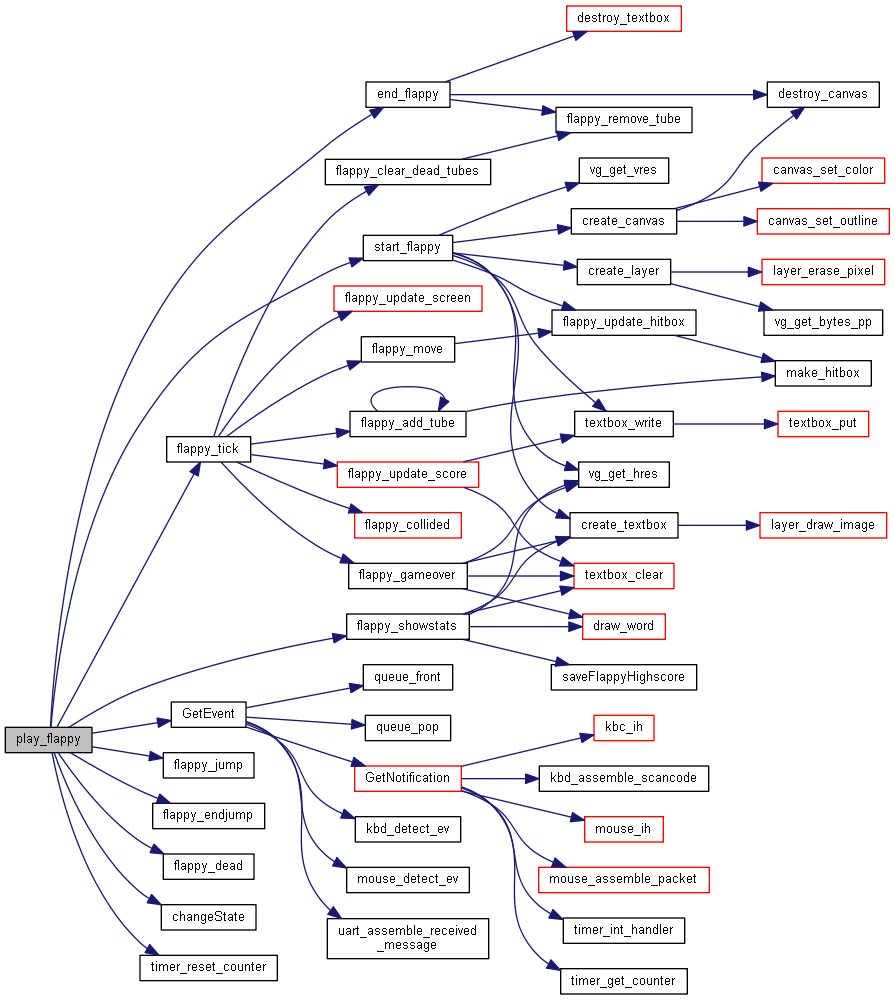 destroy_textbox
end_flappy
destroy_canvas
flappy_remove_tube
flappy_clear_dead_tubes
vg_get_vres
canvas_set_color
create_canvas
canvas_set_outline
start_flappy
create_layer
layer_erase_pixel
flappy_update_screen
flappy_update_hitbox
vg_get_bytes_pp
flappy_move
make_hitbox
flappy_add_tube
textbox_write
textbox_put
flappy_tick
flappy_update_score
vg_get_hres
flappy_collided
create_textbox
layer_draw_image
flappy_gameover
textbox_clear
flappy_showstats
draw_word
queue_front
saveFlappyHighscore
GetEvent
queue_pop
kbc_ih
play_flappy
flappy_jump
GetNotification
kbd_assemble_scancode
flappy_endjump
kbd_detect_ev
mouse_ih
flappy_dead
mouse_detect_ev
mouse_assemble_packet
changeState
uart_assemble_received
_message
timer_int_handler
timer_reset_counter
timer_get_counter